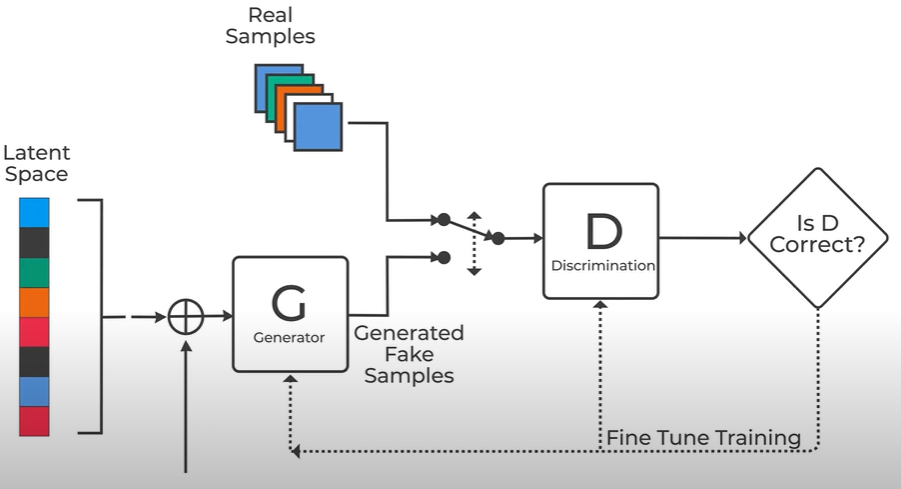 Real
Samples
Latent
Space
G
Generator
Generated
Fake
Samples
D
Discrimination
Is D
Correct?
Fine Tune Training